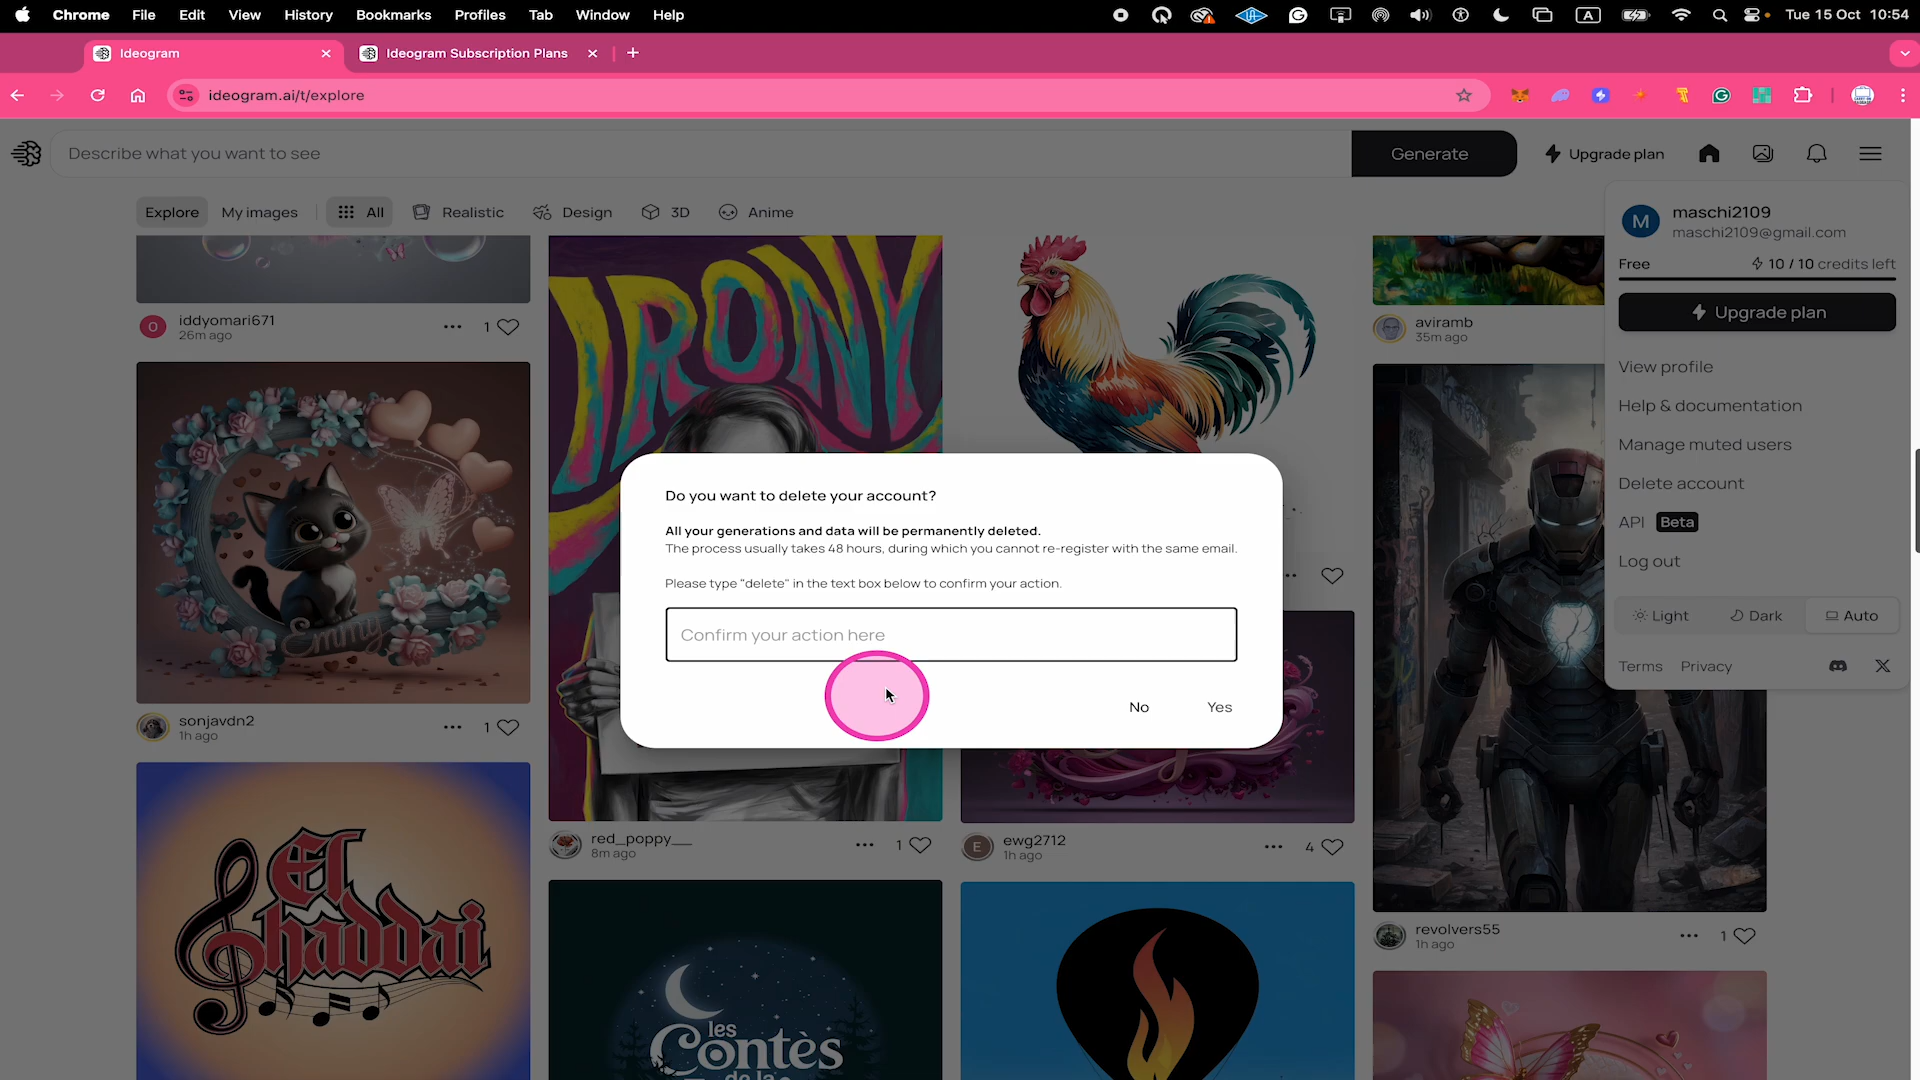 Chrome File Edit View History Bookmarks Profiles Tab Window Help
A
Tue 15 Oct 10:54
Ideogram
Ideogram Subscription Plans
ideogram.ai/t/explore
Describe what you want to see
Generate
Upgrade plan
Explore
My images
All
Realistic
Design
3D
Anime
M
maschi2109
maschi2109@gmail.com
Free
10 / 10 credits left
Upgrade plan
View profile
Help & documentation
Manage muted users
Delete account
API Beta
Log out
Light
Dark
Auto
Terms Privacy
O
iddyomari671
26m ago
1
IRONY
aviramb
35m ago
Do you want to delete your account?
All your generations and data will be permanently deleted.
The process usually takes 48 hours, during which you cannot re-register with the same email.
Please type "delete" in the text box below to confirm your action.
Confirm your action here
No
Yes
Emmy
sonjavdn2
1h ago
1
red_poppy__
8m ago
1
E
ewg2712
1h ago
4
revolvers55
1h ago
1
El
Shaddai
les
Contès
de la